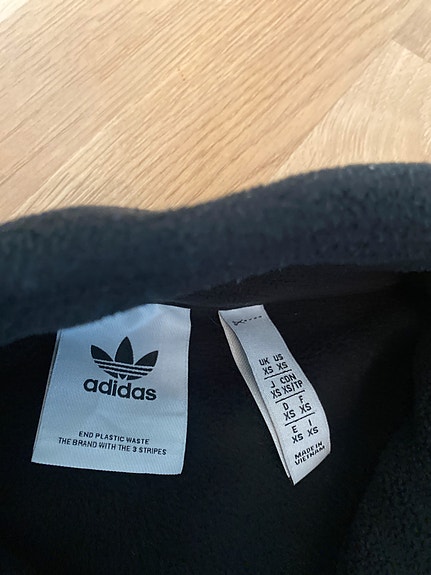 adidas
END PLASTIC WASTE
THE BRAND WITH THE 3 STRIPES
UK US
XS XS
J CDN
XS XS/TP
D F
XS XS
E I
XS XS
MADE IN
VIETNAM